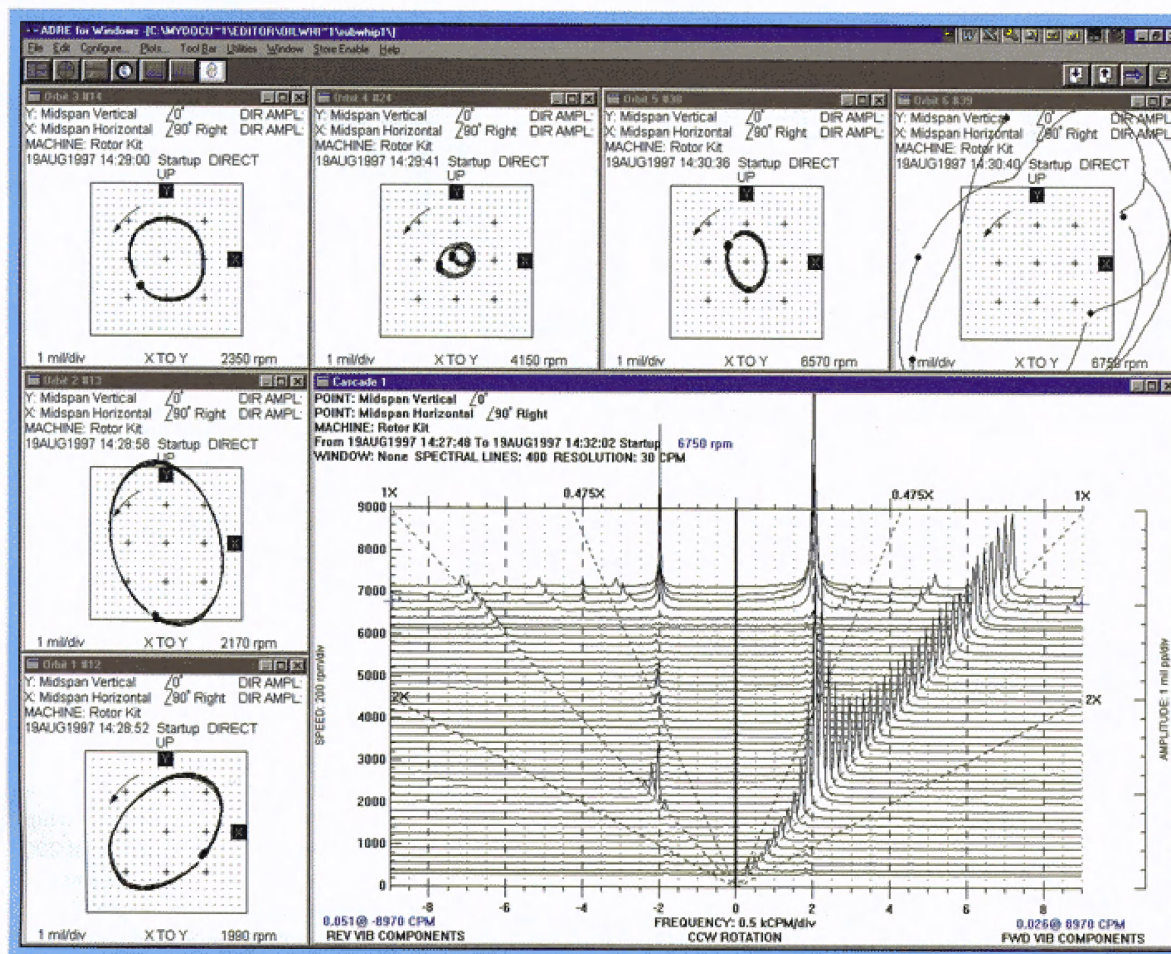 ADRE for Windows -[C:\MYDOCU~1\EDITOR\OILWHI~1\subwhip1\]
File Edit Configure... Plots... Tool Bar Utilities Window Store Enable Help
Orbit 3 #14
Y: Midspan Vertical ∠0° DIR AMPL:
X: Midspan Horizontal ∠90° Right DIR AMPL:
MACHINE: Rotor Kit
19AUG1997 14:29:00 Startup DIRECT
UP
Y
X
1 mil/div X TO Y 2350 rpm
Orbit 4 #24
Y: Midspan Vertical ∠0° DIR AMPL:
X: Midspan Horizontal ∠90° Right DIR AMPL:
MACHINE: Rotor Kit
19AUG1997 14:29:41 Startup DIRECT
UP
Y
X
1 mil/div X TO Y 4150 rpm
Orbit 5 #38
Y: Midspan Vertical ∠0° DIR AMPL:
X: Midspan Horizontal ∠90° Right DIR AMPL:
MACHINE: Rotor Kit
19AUG1997 14:30:36 Startup DIRECT
UP
Y
X
1 mil/div X TO Y 6570 rpm
Orbit 6 #39
Y: Midspan Vertical ∠0° DIR AMPL:
X: Midspan Horizontal ∠90° Right DIR AMPL:
MACHINE: Rotor Kit
19AUG1997 14:30:40 Startup DIRECT
UP
Y
X
1 mil/div X TO Y 6750 rpm
Orbit 2 #13
Y: Midspan Vertical ∠0° DIR AMPL:
X: Midspan Horizontal ∠90° Right DIR AMPL:
MACHINE: Rotor Kit
19AUG1997 14:28:58 Startup DIRECT
UP
Y
X
1 mil/div X TO Y 2170 rpm
Orbit 1 #12
Y: Midspan Vertical ∠0° DIR AMPL:
X: Midspan Horizontal ∠90° Right DIR AMPL:
MACHINE: Rotor Kit
19AUG1997 14:28:52 Startup DIRECT
UP
Y
X
1 mil/div X TO Y 1990 rpm
Cascade 1
POINT: Midspan Vertical ∠0°
POINT: Midspan Horizontal ∠90° Right
MACHINE: Rotor Kit
From 19AUG1997 14:27:48 To 19AUG1997 14:32:02 Startup 6750 rpm
WINDOW: None SPECTRAL LINES: 400 RESOLUTION: 30 CPM
1X 0.475X 0.475X 1X
9000
8000
7000
6000
5000
4000
3000
2000
1000
0
2X 2X
SPEED: 200 rpm/div
AMPLITUDE: 1 mil pp/div
-8 -6 -4 -2 0 2 4 6 8
0.051@ -8970 CPM FREQUENCY: 0.5 kCPM/div 0.026@ 8970 CPM
REV VIB COMPONENTS CCW ROTATION FWD VIB COMPONENTS